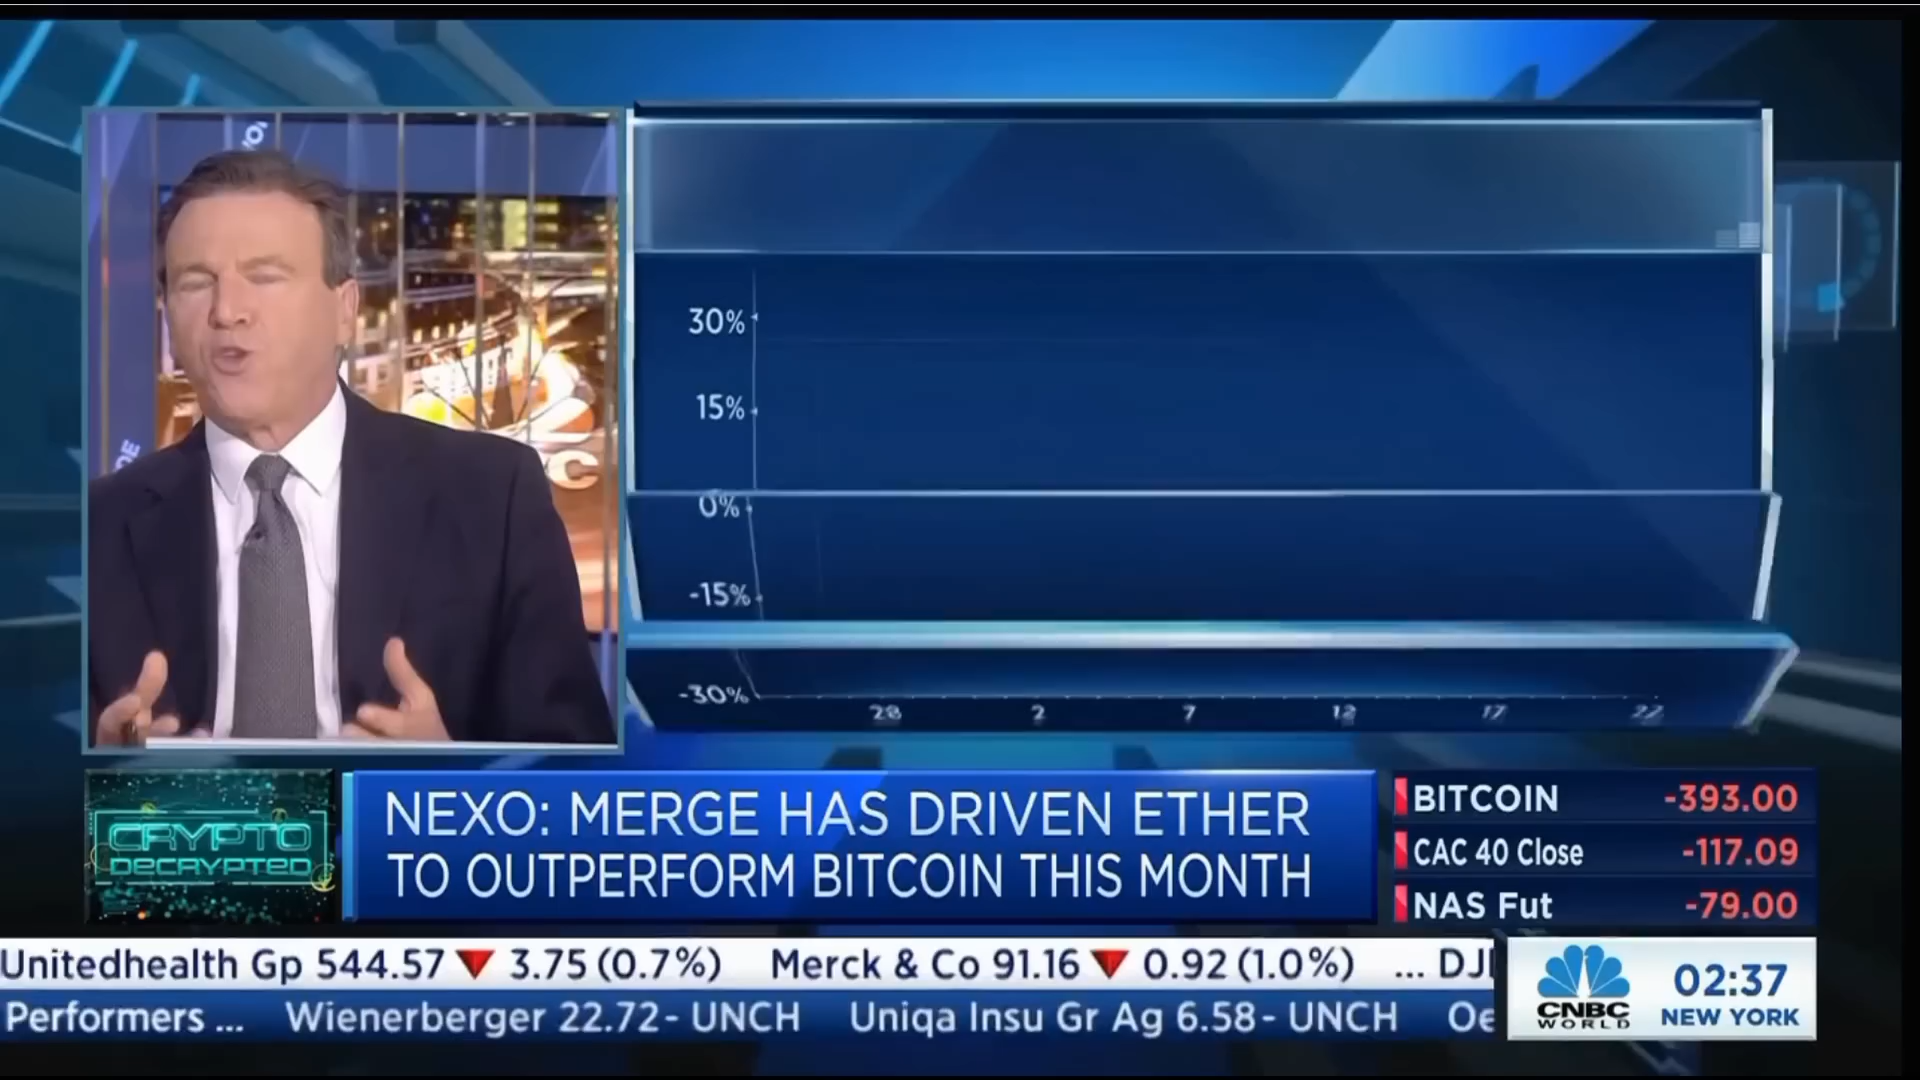 30%
15%
0%
-15%
-30%
28 2 7 12 17 22
CRYPTO
DECRYPTED
NEXO: MERGE HAS DRIVEN ETHER
TO OUTPERFORM BITCOIN THIS MONTH
BITCOIN -393.00
CAC 40 Close -117.09
NAS Fut -79.00
Unitedhealth Gp 544.57 ▼ 3.75 (0.7%) Merck & Co 91.16 ▼ 0.92 (1.0%) ... DJI
Performers ... Wienerberger 22.72 - UNCH Uniqa Insu Gr Ag 6.58 - UNCH Oe
CNBC
WORLD
02:37
NEW YORK